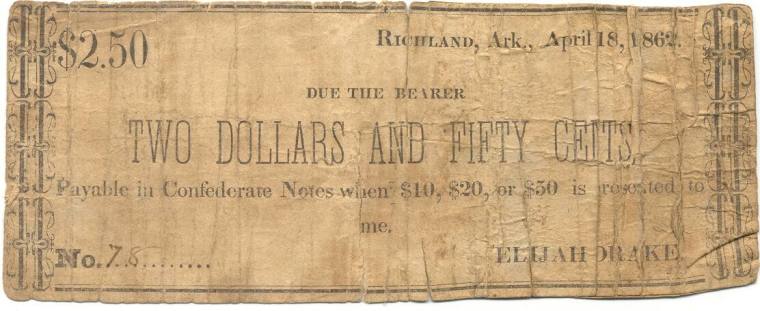 $2.50
RICHLAND, Ark., April 18, 1862.
DUE THE BEARER
TWO DOLLARS AND FIFTY CENTS,
Payable in Confederate Notes when $10, $20, or $50 is presented to
me.
No. 78........
ELIJAH DRAKE